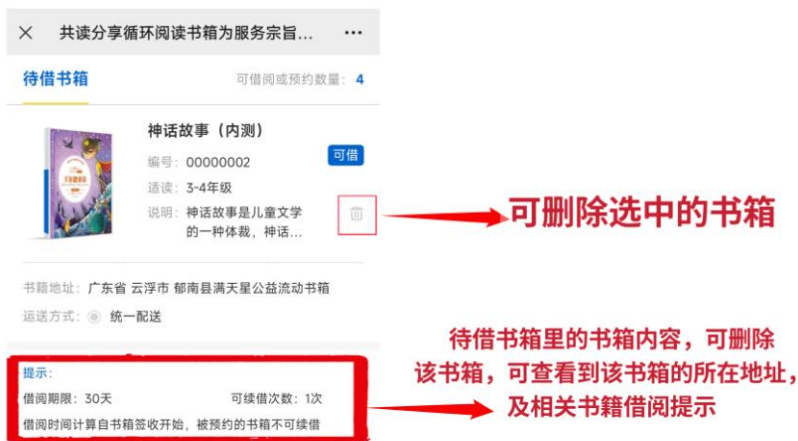 共读分享循环阅读书箱为服务宗旨...
待借书箱
可借阅或预约数量：4
神话故事（内测）
编号：00000002
可借
适读：3-4年级
说明：神话故事是儿童文学
的一种体裁，神话...
可删除选中的书箱
书籍地址：广东省 云浮市 郁南县满天星公益流动书箱
运送方式：统一配送
待借书箱里的书箱内容，可删除
该书箱，可查看到该书箱的所在地址，
及相关书籍借阅提示
提示：
借阅期限：30天
可续借次数：1次
借阅时间计算自书箱签收开始，被预约的书箱不可续借